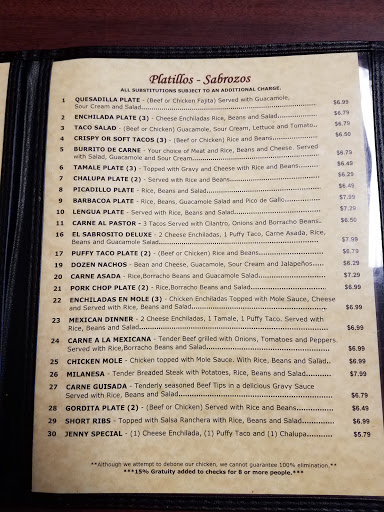 Platillos - Sabrozos
ALL SUBSTITUTIONS SUBJECT TO AN ADDITIONAL CHARGE.
1 QUESADILLA PLATE - (Beef or Chicken Fajita) Served with Guacamole,
Sour Cream and Salad............ $6.99
2 ENCHILADA PLATE (3) - Cheese Enchiladas Rice, Beans and Salad............ $6.79
3 TACO SALAD - (Beef or Chicken) Guacamole, Sour Cream, Lettuce and Tomato.. $6.79
4 CRISPY OR SOFT TACOS (3) - (Beef or Chicken) Rice and Beans............ $6.50
5 BURRITO DE CARNE - Your choice of Meat and Rice, Beans and Cheese. Served
with Salad, Guacamole and Sour Cream............ $6.79
6 TAMALE PLATE (3) - Topped with Gravy and Cheese with Rice and Beans............ $6.49
7 CHALUPA PLATE (2) - Served with Rice and Beans............ $6.29
8 PICADILLO PLATE - Rice, Beans and Salad............ $6.49
9 BARBACOA PLATE - Rice, Beans, Guacamole Salad and Pico de Gallo............ $7.99
10 LENGUA PLATE - Served with Rice, Beans and Salad............ $7.29
11 CARNE AL PASTOR - 3 Tacos Served with Cilantro, Onions and Borracho Beans.. $6.50
16 EL SABROSITO DELUXE - 2 Cheese Enchiladas, 1 Puffy Taco, Carne Asada, Rice,
Beans and Guacamole Salad............ $7.99
17 PUFFY TACO PLATE (2) - (Beef or Chicken) Rice and Beans............ $6.79
19 DOZEN NACHOS - Bean and Cheese, Guacamole, Sour Cream and Jalapeños...... $6.29
20 CARNE ASADA - Rice,Borracho Beans and Guacamole Salad............ $7.29
21 PORK CHOP PLATE (2) - Rice,Borracho Beans and Salad............ $6.99
22 ENCHILADAS EN MOLE (3) - Chicken Enchiladas Topped with Mole Sauce, Cheese
and Served with Rice, Beans and Salad............ $6.99
23 MEXICAN DINNER - 2 Cheese Enchiladas, 1 Tamale, 1 Puffy Taco. Served with
Rice, Beans and Salad............ $6.99
24 CARNE A LA MEXICANA - Tender Beef grilled with Onions, Tomatoes and Peppers.
Served with Rice,Borracho Beans and Salad............ $6.99
25 CHICKEN MOLE - Chicken topped with Mole Sauce. With Rice, Beans and Salad.. $6.99
26 MILANESA - Tender Breaded Steak with Potatoes, Rice, Beans and Salad............ $7.99
27 CARNE GUISADA - Tenderly seasoned Beef Tips in a delicious Gravy Sauce
Served with Rice, Beans and Salad............ $6.79
28 GORDITA PLATE (2) - (Beef or Chicken) Served with Rice and Beans............ $6.49
29 SHORT RIBS - Topped with Salsa Ranchera with Rice, Beans and Salad............ $6.99
30 JENNY SPECIAL - (1) Cheese Enchilada, (1) Puffy Taco and (1) Chalupa............ $5.79
**Although we attempt to debone our chicken, we cannot guarantee 100% elimination.**
***15% Gratuity added to checks for 8 or more people.***